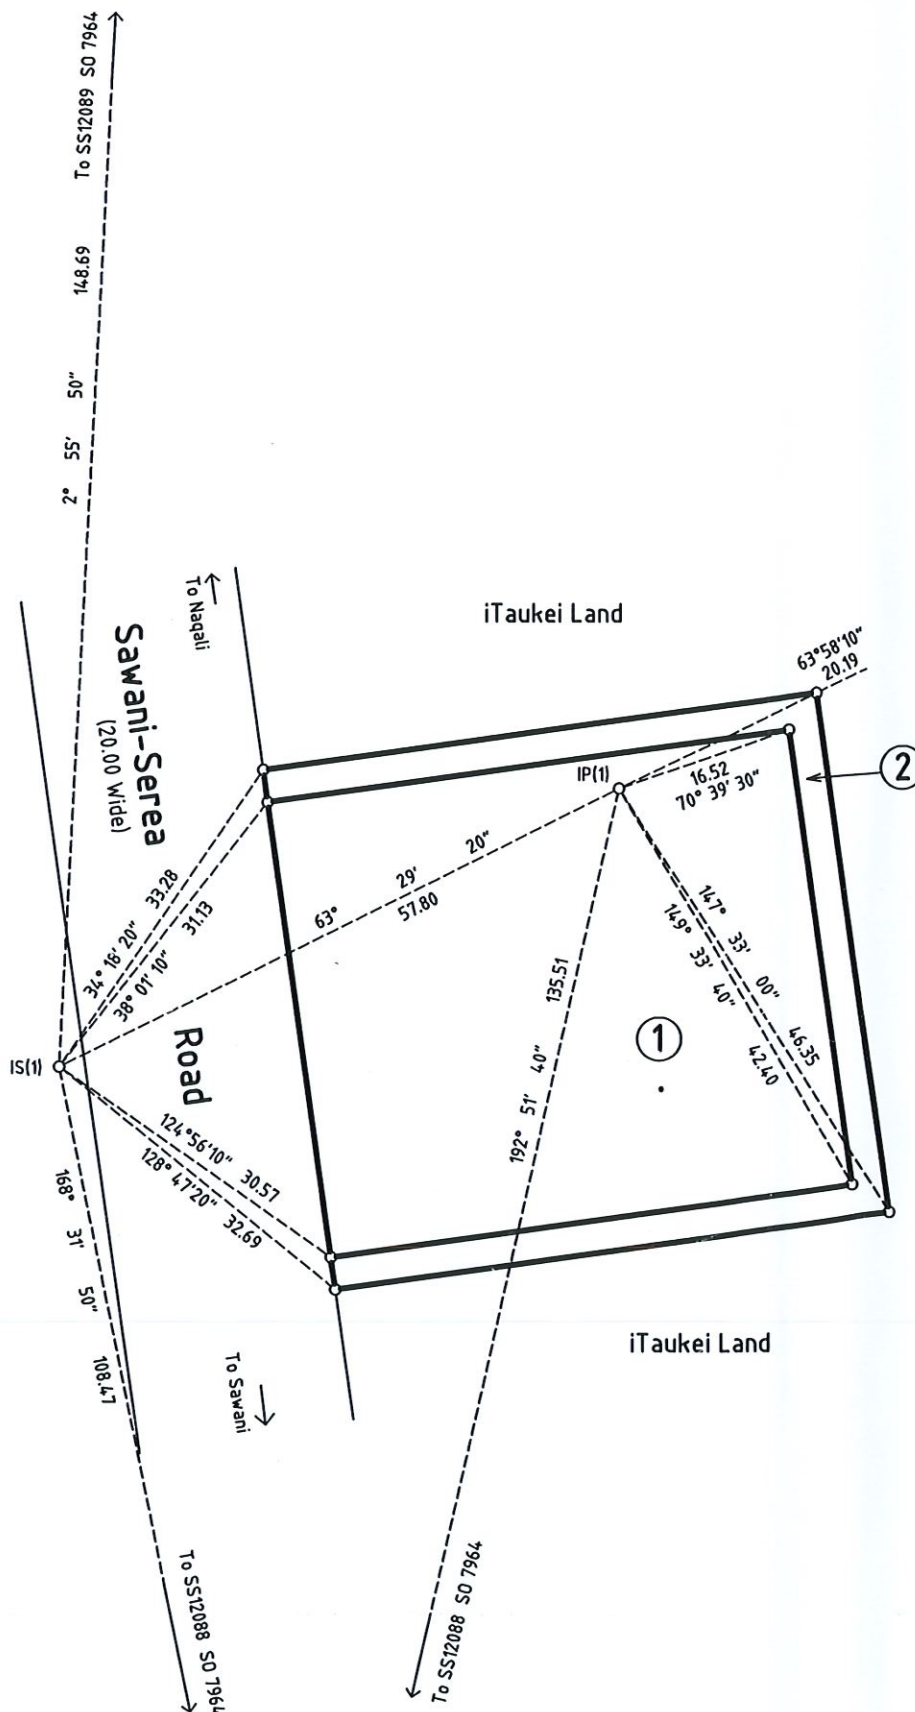 To SS12089 SO 7964
148.69
2° 55' 50"
To Naqali
iTaukei Land
63°58'10"
20.19
Sawani-Serea
(20.00 Wide)
2
IP(1)
16.52
70° 39' 30"
34° 18' 20" 33.28
38° 01' 10" 31.13
63° 29' 20"
57.80
147° 33' 00" 46.35
149° 33' 40" 42.40
192° 51' 40" 135.51
1
IS(1)
Road
124°56'10" 30.57
128° 47'20" 32.69
168° 31' 50" 108.47
To Sawani
iTaukei Land
To SS12088 SO 7964
To SS12088 SO 7964